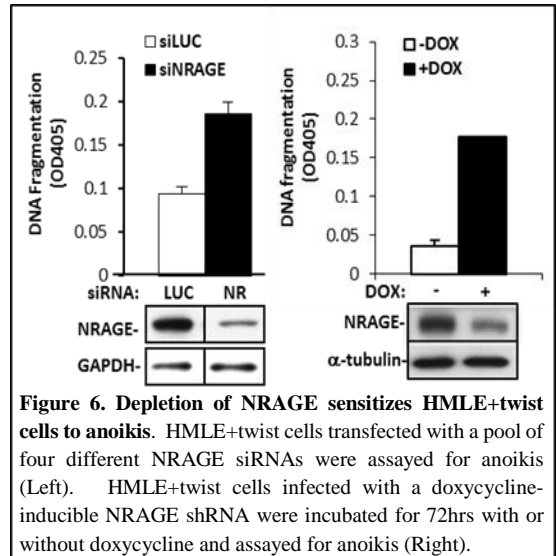 siLUC
siNRAGE
DNA Fragmentation
(OD405)
0.2
0.15
0.1
0.05
0
siRNA: LUC NR
NRAGE-
GAPDH-
-DOX
+DOX
DNA fragmentation
(OD405)
0.3
0.25
0.2
0.15
0.1
0.05
0
DOX: - +
NRAGE-
α-tubulin-
Figure 6. Depletion of NRAGE sensitizes HMLE+twist
cells to anoikis. HMLE+twist cells transfected with a pool of
four different NRAGE siRNAs were assayed for anoikis
(Left). HMLE+twist cells infected with a doxycycline-
inducible NRAGE shRNA were incubated for 72hrs with or
without doxycycline and assayed for anoikis (Right).